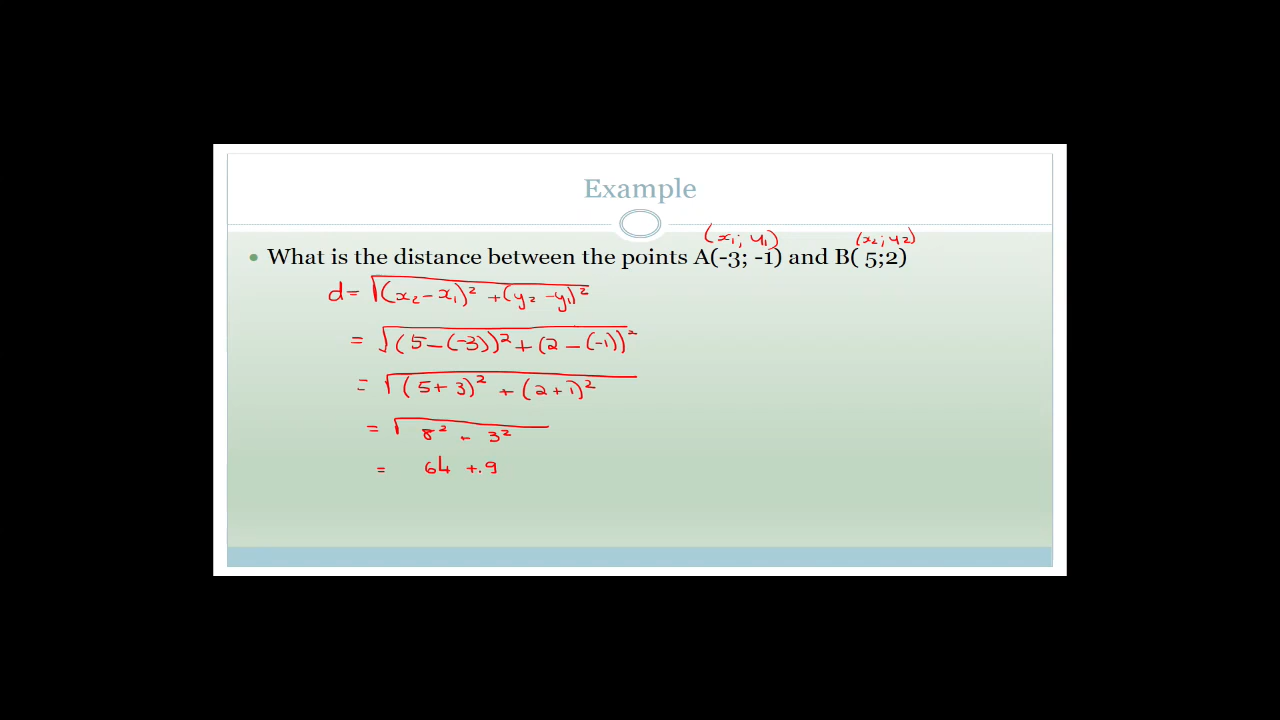 Example
(x₁; y₁) (x₂; y₂)
• What is the distance between the points A(-3; -1) and B( 5;2)
d= √(x₂ - x₁)² + (y₂ - y₁)²
= √(5-(-3))² + (2-(-1))²
= √(5+3)² + (2+1)²
= √8² - 3²
= 64 +.9